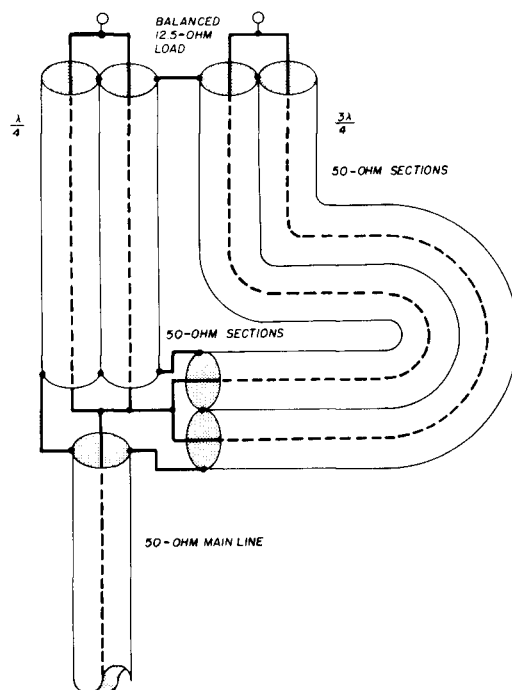 BALANCED
12.5-OHM
LOAD
λ/4
3λ/4
50-OHM SECTIONS
50-OHM SECTIONS
50-OHM MAIN LINE